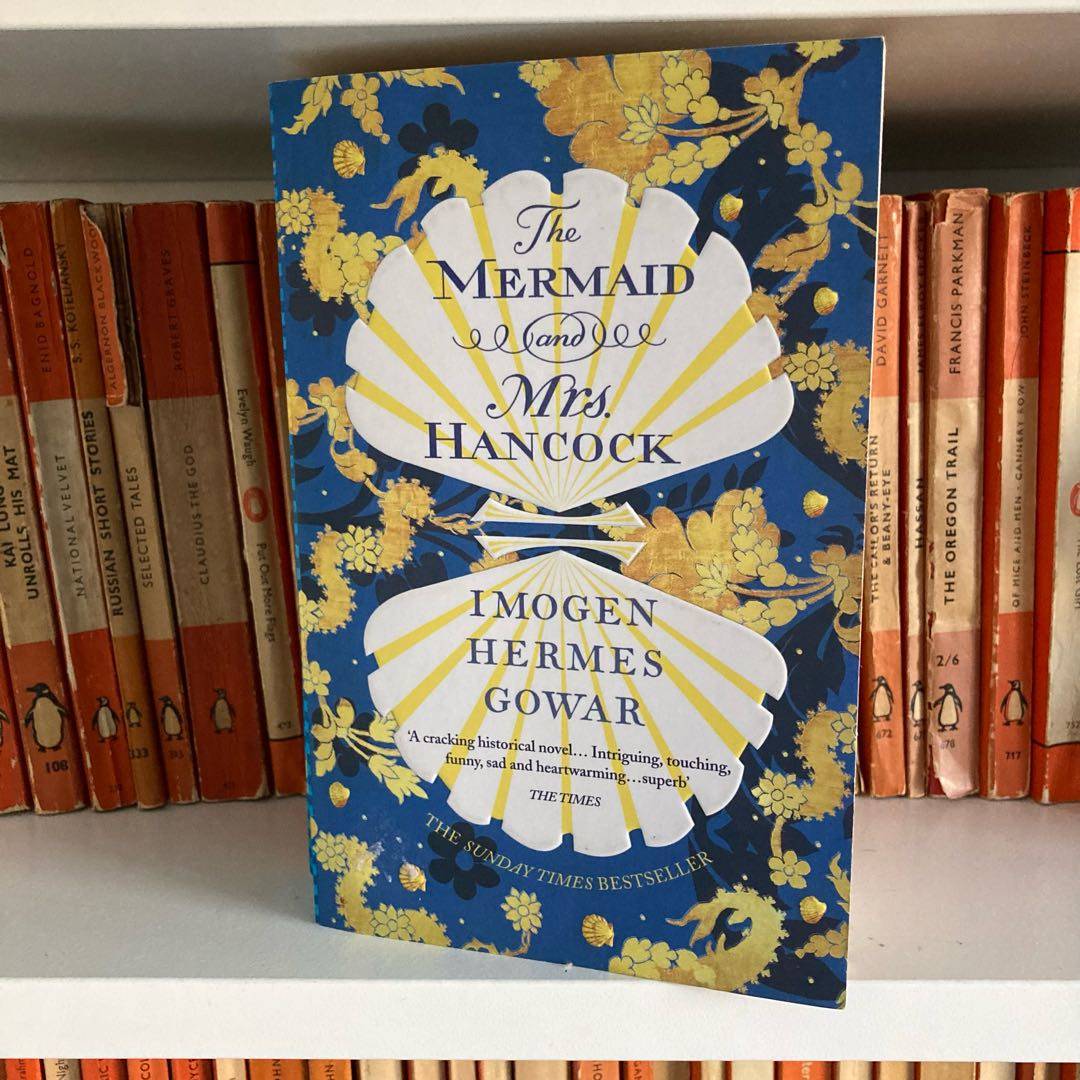 The
MERMAID
and
Mrs.
HANCOCK
IMOGEN
HERMES
GOWAR
‘A cracking historical novel… Intriguing, touching,
funny, sad and heartwarming…superb’
THE TIMES
THE SUNDAY TIMES BESTSELLER
KAI LUNG
UNROLLS HIS MAT
108
ENID BAGNOLD
NATIONAL VELVET
S. S. KOTELIANSKY
RUSSIAN SHORT STORIES
ALGERNON BLACKWOOD
SELECTED TALES
333
ROBERT GRAVES
CLAUDIUS THE GOD
Evelyn Waugh
Put Out More Flags
DAVID GARNETT
THE SAILOR'S RETURN
& BEANY-EYE
672
HASSAN
FRANCIS PARKMAN
THE OREGON TRAIL
2/6
678
JOHN STEINBECK
OF MICE AND MEN · CANNERY ROW
717
752